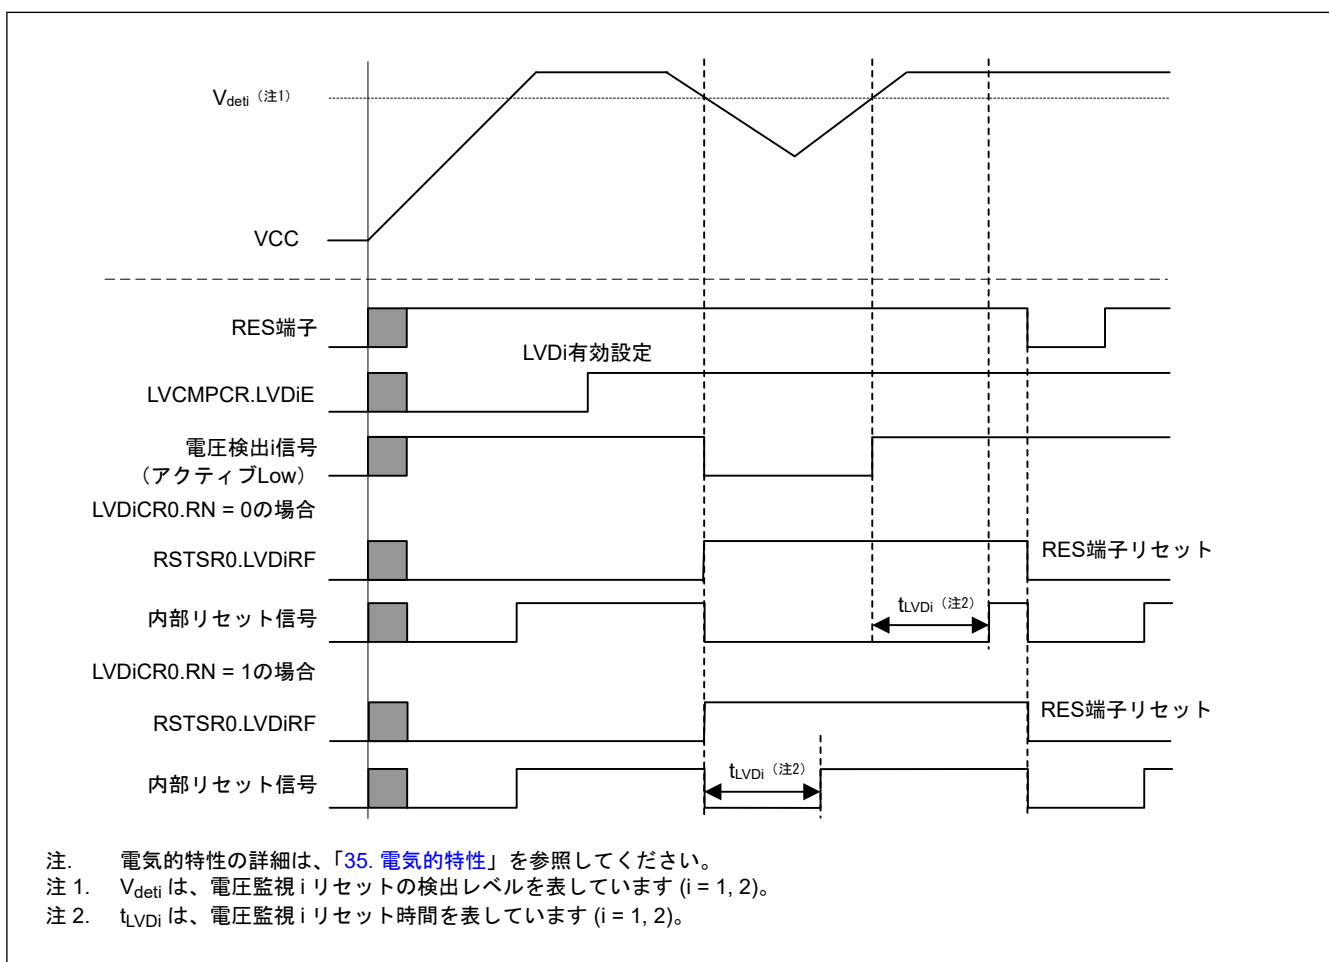 Vdeti（注1）
VCC
RES端子
LVDi有効設定
LVCMPCR.LVDiE
電圧検出i信号
（アクティブLow）
LVDiCR0.RN = 0の場合
RSTSR0.LVDiRF
RES端子リセット
内部リセット信号
tLVDi（注2）
LVDiCR0.RN = 1の場合
RSTSR0.LVDiRF
RES端子リセット
内部リセット信号
tLVDi（注2）
注. 電気的特性の詳細は、「35. 電気的特性」を参照してください。
注 1. Vdeti は、電圧監視 i リセットの検出レベルを表しています (i = 1, 2)。
注 2. tLVDi は、電圧監視 i リセット時間を表しています (i = 1, 2)。